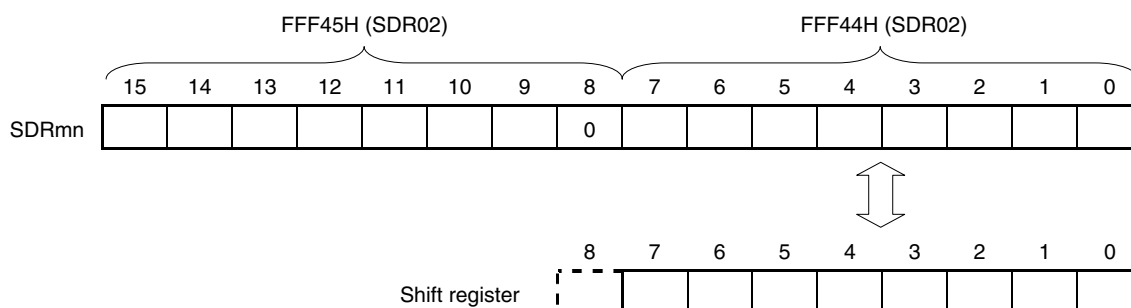 FFF45H (SDR02) FFF44H (SDR02)
15 14 13 12 11 10 9 8 7 6 5 4 3 2 1 0
SDRmn 0
8 7 6 5 4 3 2 1 0
Shift register